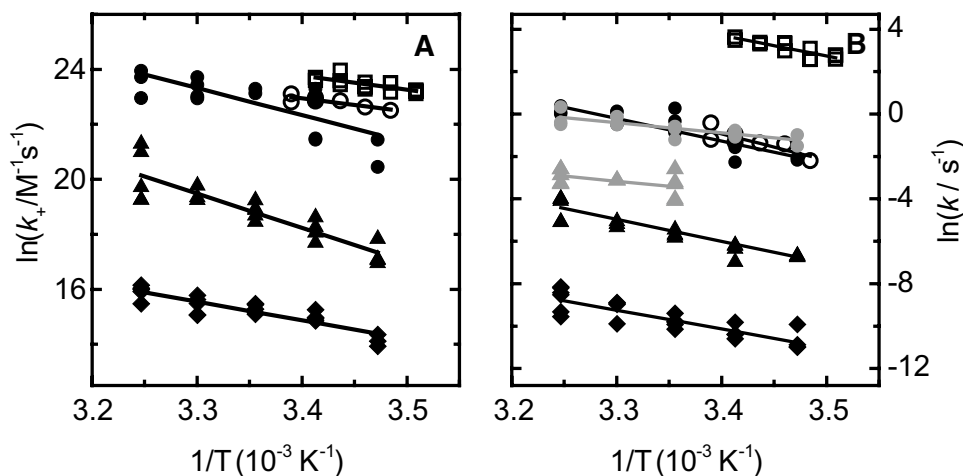 A
B
ln(k₊/M⁻¹s⁻¹)
24
20
16
3.2
3.3
3.4
3.5
1/T (10⁻³ K⁻¹)
3.2
3.3
3.4
3.5
1/T (10⁻³ K⁻¹)
4
0
-4
-8
-12
ln(k / s⁻¹)